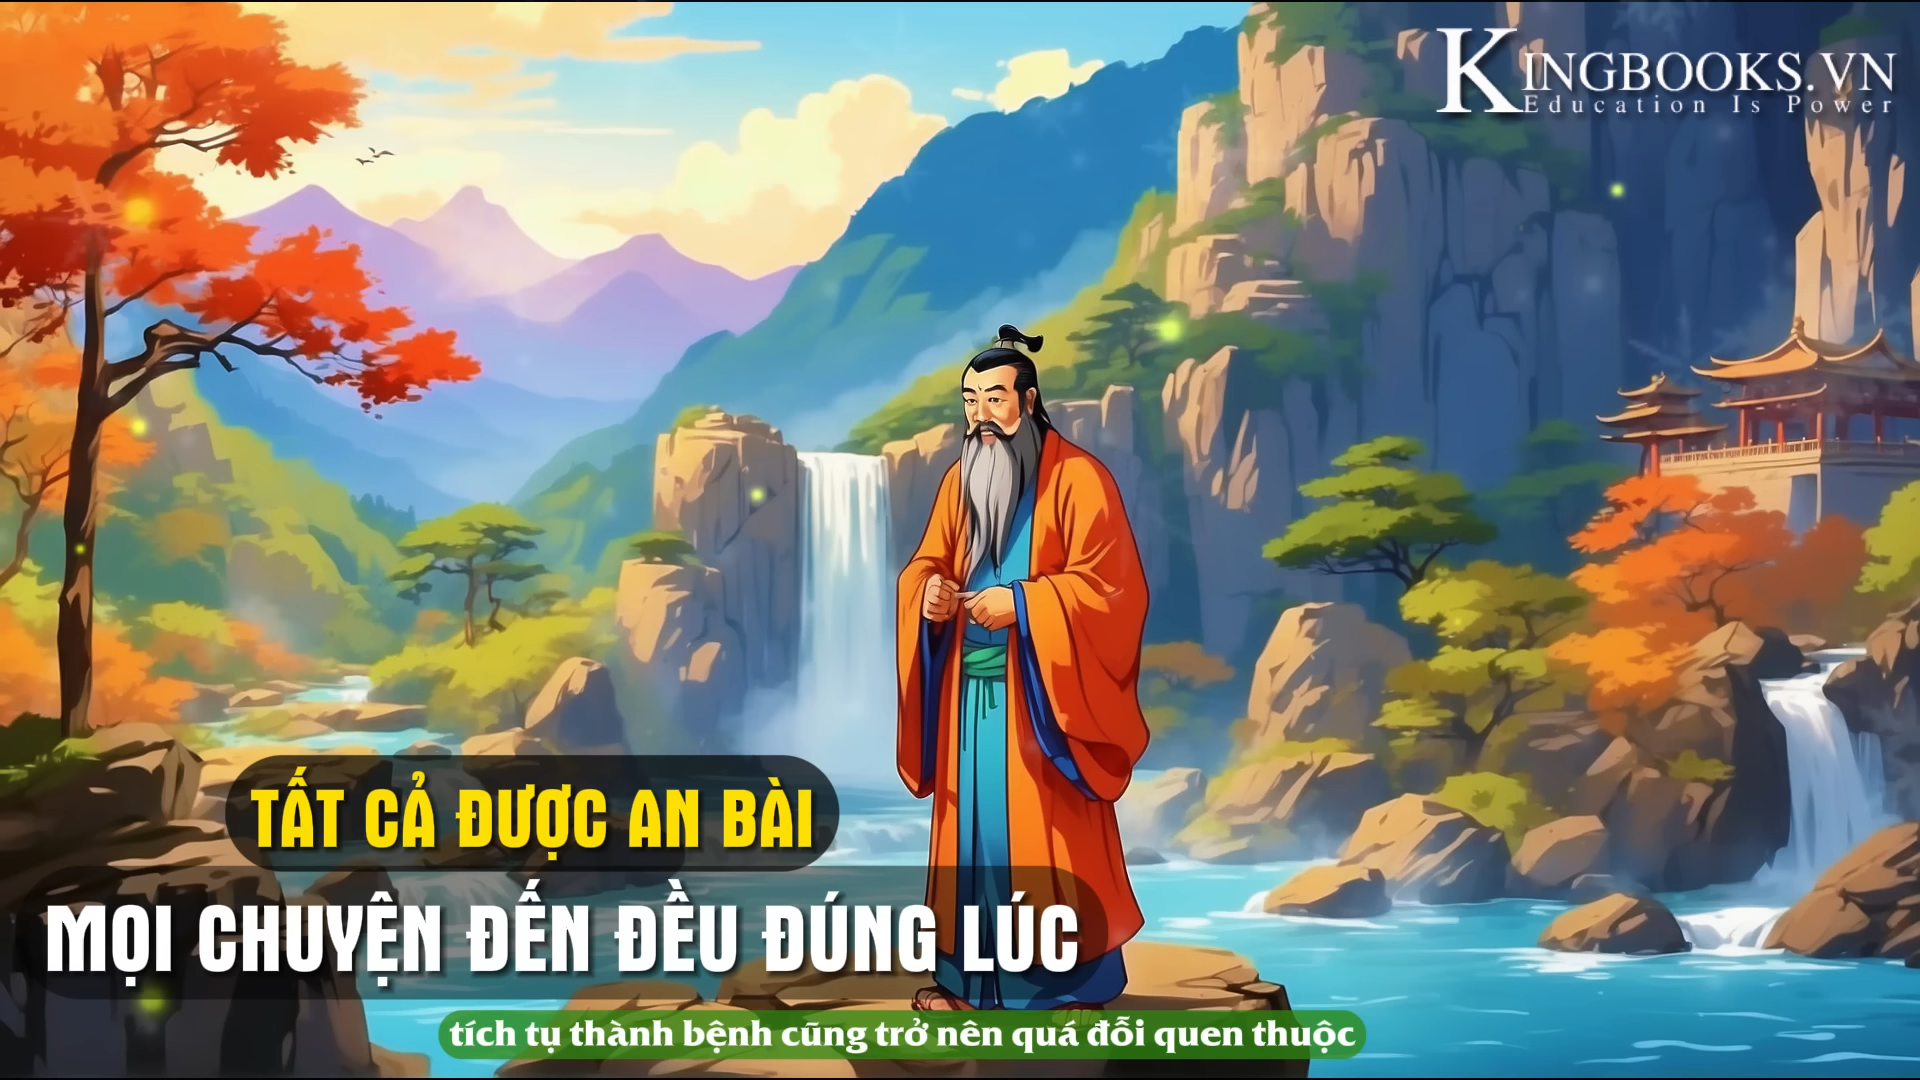 KINGBOOKS.VN
Education Is Power
TẤT CẢ ĐƯỢC AN BÀI
MỌI CHUYỆN ĐẾN ĐỀU ĐÚNG LÚC
tích tụ thành bệnh cũng trở nên quá đỗi quen thuộc